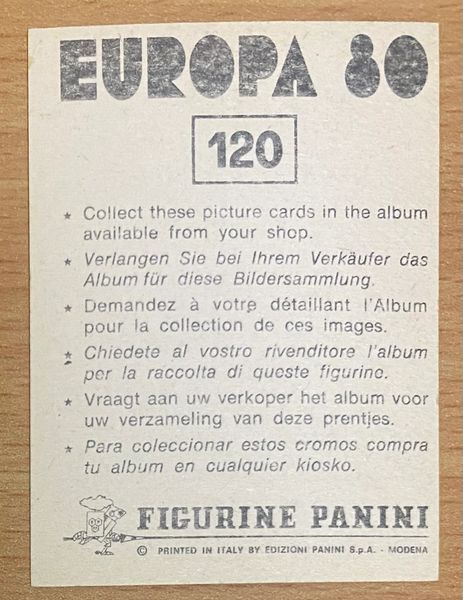 EUROPA 80
120
★ Collect these picture cards in the album
available from your shop.
★ Verlangen Sie bei Ihrem Verkäufer das
Album für diese Bildersammlung.
★ Demandez à votre détaillant l'Album
pour la collection de ces images.
★ Chiedete al vostro rivenditore l'album
per la raccolta di queste figurine.
★ Vraagt aan uw verkoper het album voor
uw verzameling van deze prentjes.
★ Para coleccionar estos cromos compra
tu album en cualquier kiosko.
FIGURINE PANINI
© PRINTED IN ITALY BY EDIZIONI PANINI S.p.A. - MODENA